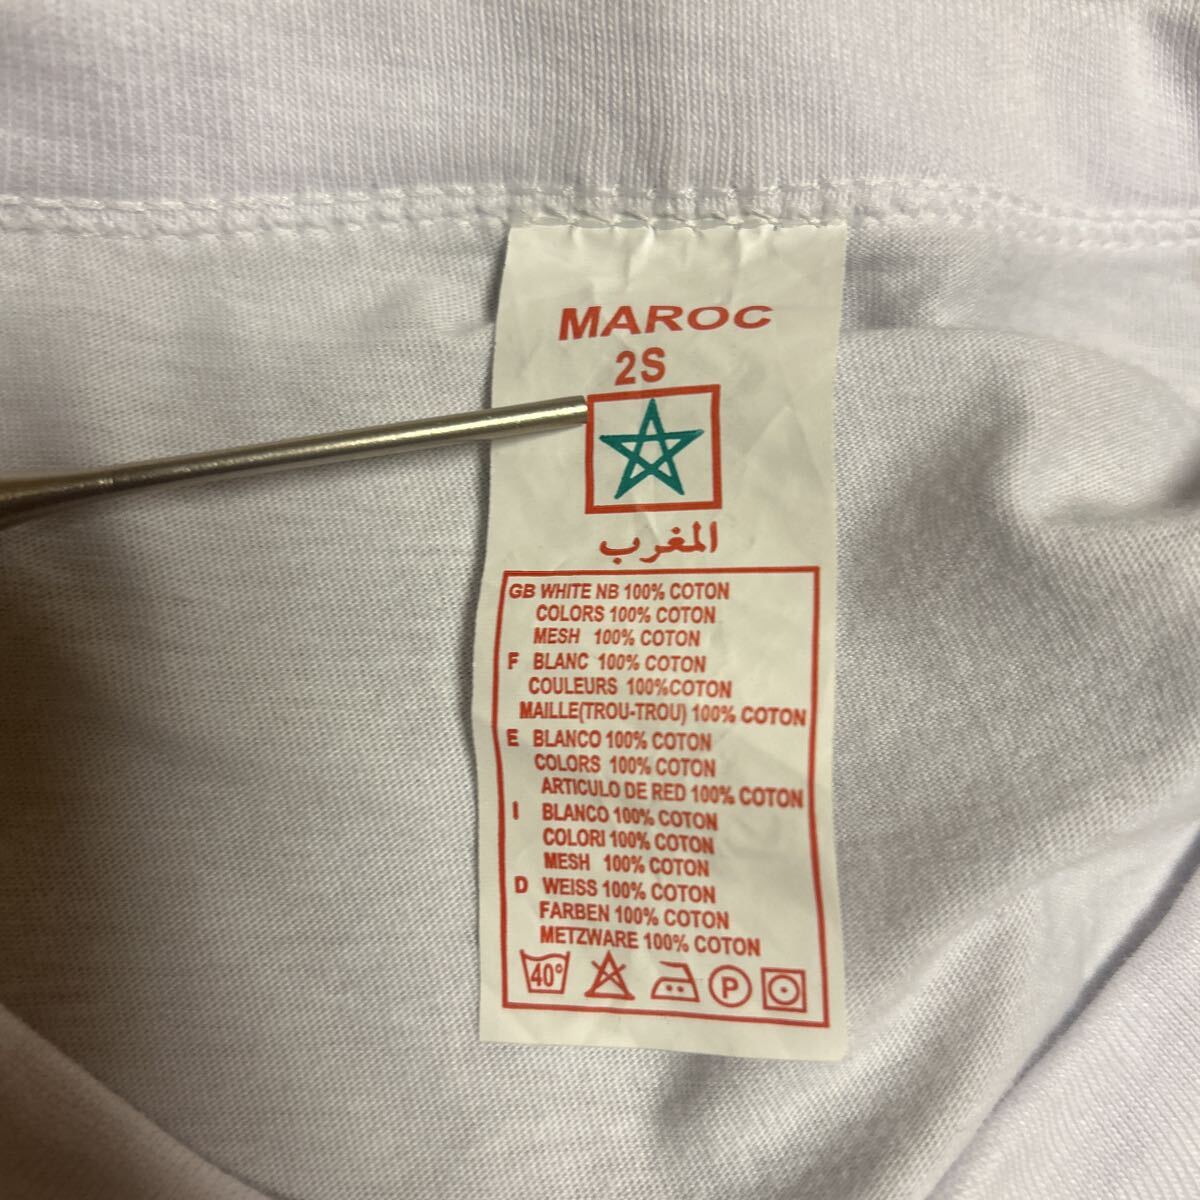 MAROC
2S
المغرب
GB WHITE NB 100% COTON
COLORS 100% COTON
MESH 100% COTON
F BLANC 100% COTON
COULEURS 100%COTON
MAILLE(TROU-TROU) 100% COTON
E BLANCO 100% COTON
COLORS 100% COTON
ARTICULO DE RED 100% COTON
I BLANCO 100% COTON
COLORI 100% COTON
MESH 100% COTON
D WEISS 100% COTON
FARBEN 100% COTON
METZWARE 100% COTON
40° P